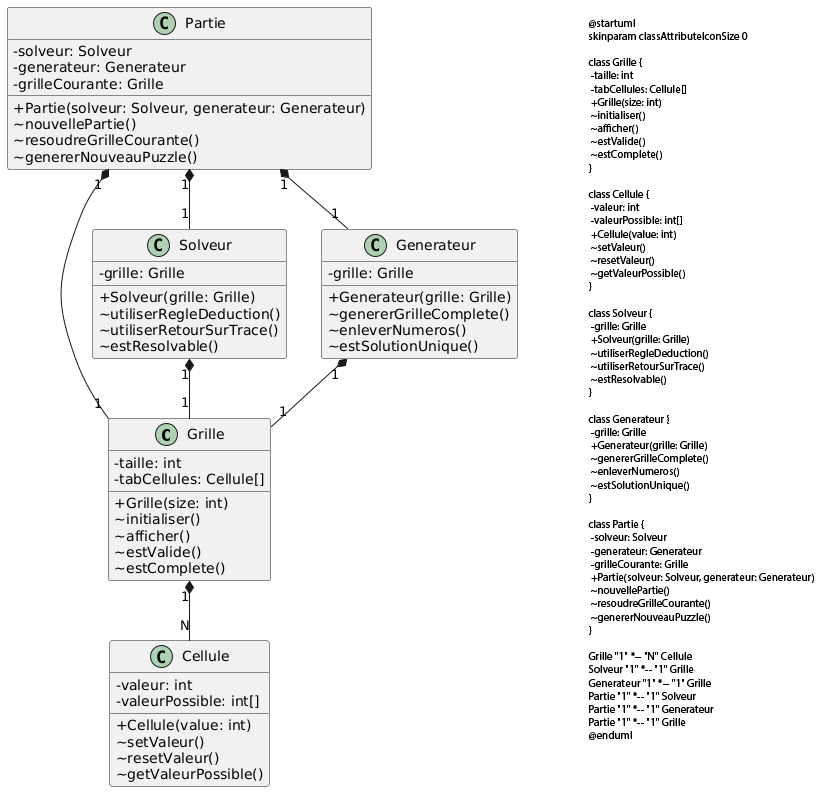 C Partie
-solveur: Solveur
-generateur: Generateur
-grilleCourante: Grille
+Partie(solveur: Solveur, generateur: Generateur)
~nouvellePartie()
~resoudreGrilleCourante()
~genererNouveauPuzzle()
1
1
1
1
1
C Solveur
-grille: Grille
+Solveur(grille: Grille)
~utiliserRegleDeduction()
~utiliserRetourSurTrace()
~estResolvable()
C Generateur
-grille: Grille
+Generateur(grille: Grille)
~genererGrilleComplete()
~enleverNumeros()
~estSolutionUnique()
1
1
1
1
1
C Grille
-taille: int
-tabCellules: Cellule[]
+Grille(size: int)
~initialiser()
~afficher()
~estValide()
~estComplete()
1
N
C Cellule
-valeur: int
-valeurPossible: int[]
+Cellule(value: int)
~setValeur()
~resetValeur()
~getValeurPossible()
@startuml
skinparam classAttributeIconSize 0
class Grille {
-taille: int
-tabCellules: Cellule[]
+Grille(size: int)
~initialiser()
~afficher()
~estValide()
~estComplete()
}
class Cellule {
-valeur: int
-valeurPossible: int[]
+Cellule(value: int)
~setValeur()
~resetValeur()
~getValeurPossible()
}
class Solveur {
-grille: Grille
+Solveur(grille: Grille)
~utiliserRegleDeduction()
~utiliserRetourSurTrace()
~estResolvable()
}
class Generateur {
-grille: Grille
+Generateur(grille: Grille)
~genererGrilleComplete()
~enleverNumeros()
~estSolutionUnique()
}
class Partie {
-solveur: Solveur
-generateur: Generateur
-grilleCourante: Grille
+Partie(solveur: Solveur, generateur: Generateur)
~nouvellePartie()
~resoudreGrilleCourante()
~genererNouveauPuzzle()
}
Grille "1" *-- "N" Cellule
Solveur "1" *-- "1" Grille
Generateur "1" *-- "1" Grille
Partie "1" *-- "1" Solveur
Partie "1" *-- "1" Generateur
Partie "1" *-- "1" Grille
@enduml